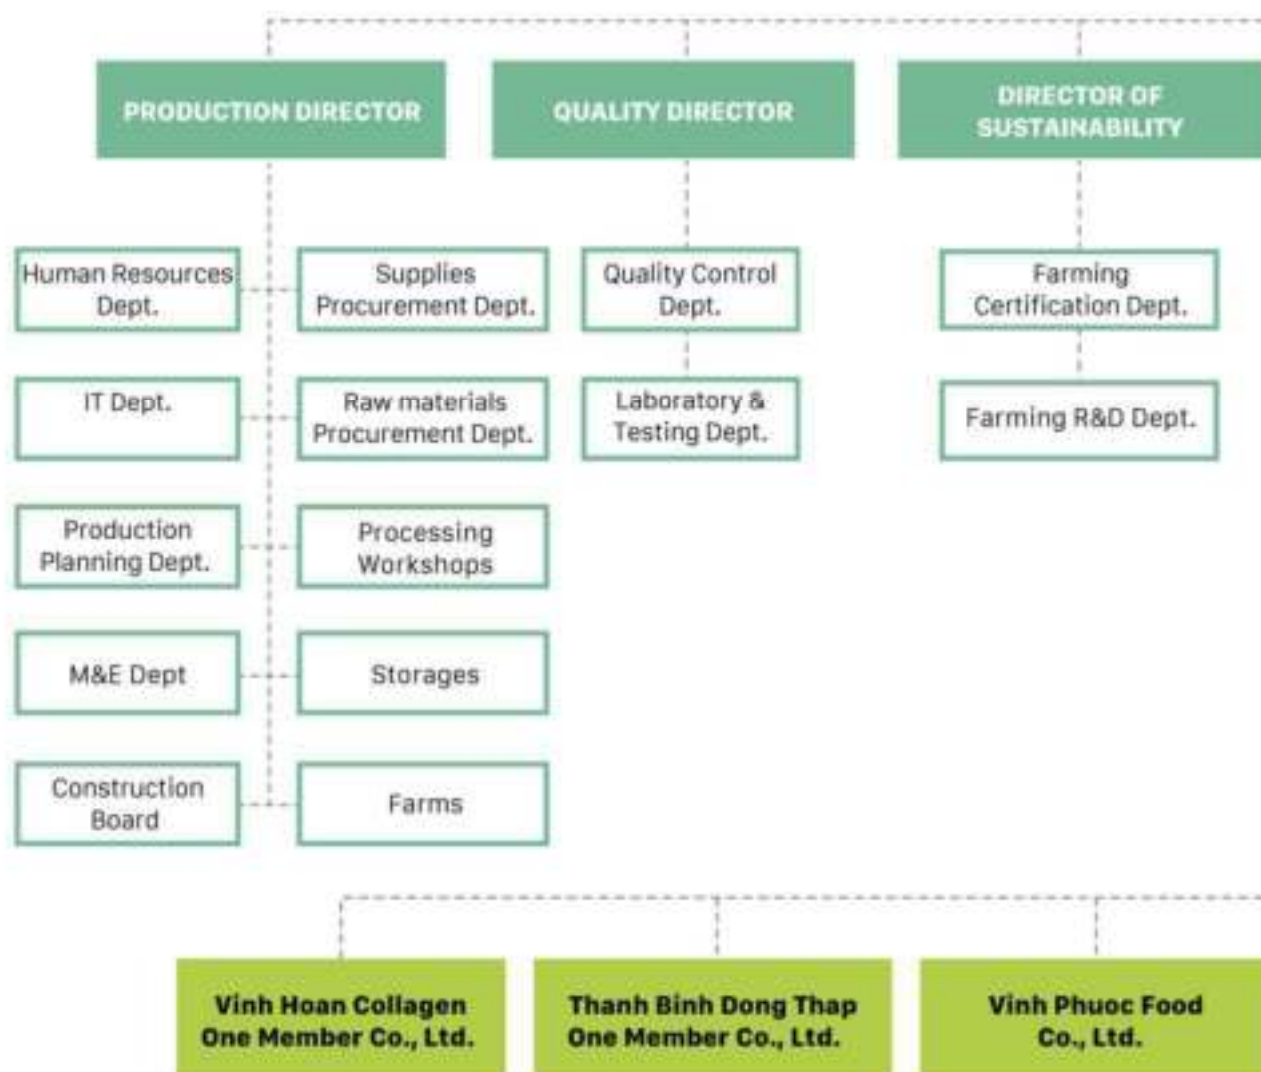 PRODUCTION DIRECTOR
QUALITY DIRECTOR
DIRECTOR OF
SUSTAINABILITY
Human Resources
Dept.
Supplies
Procurement Dept.
Quality Control
Dept.
Farming
Certification Dept.
IT Dept.
Raw materials
Procurement Dept.
Laboratory &
Testing Dept.
Farming R&D Dept.
Production
Planning Dept.
Processing
Workshops
M&E Dept
Storages
Construction
Board
Farms
Vinh Hoan Collagen
One Member Co., Ltd.
Thanh Binh Dong Thap
One Member Co., Ltd.
Vinh Phuoc Food
Co., Ltd.